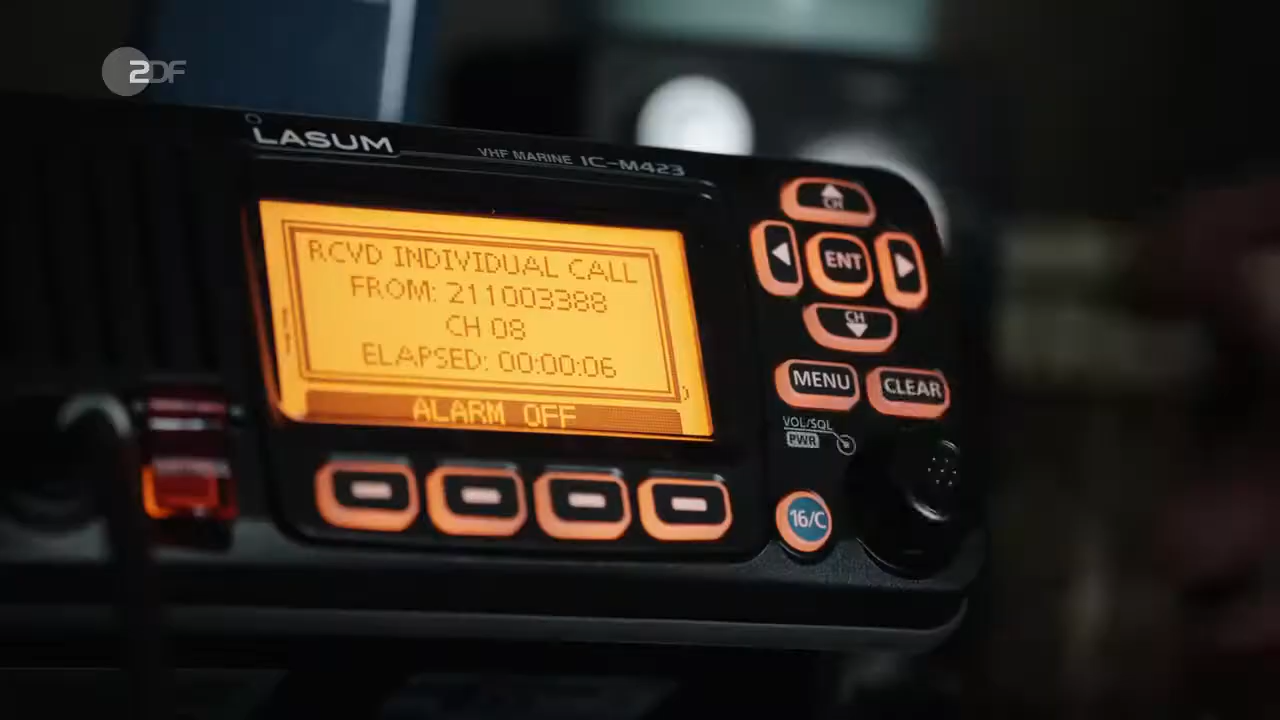 2DF
LASUM
VHF MARINE IC-M423
RCVD INDIVIDUAL CALL
FROM: 211003388
CH 08
ELAPSED: 00:00:06
ALARM OFF
CH
ENT
CH
MENU
CLEAR
VOL/SQL
PWR
16/C